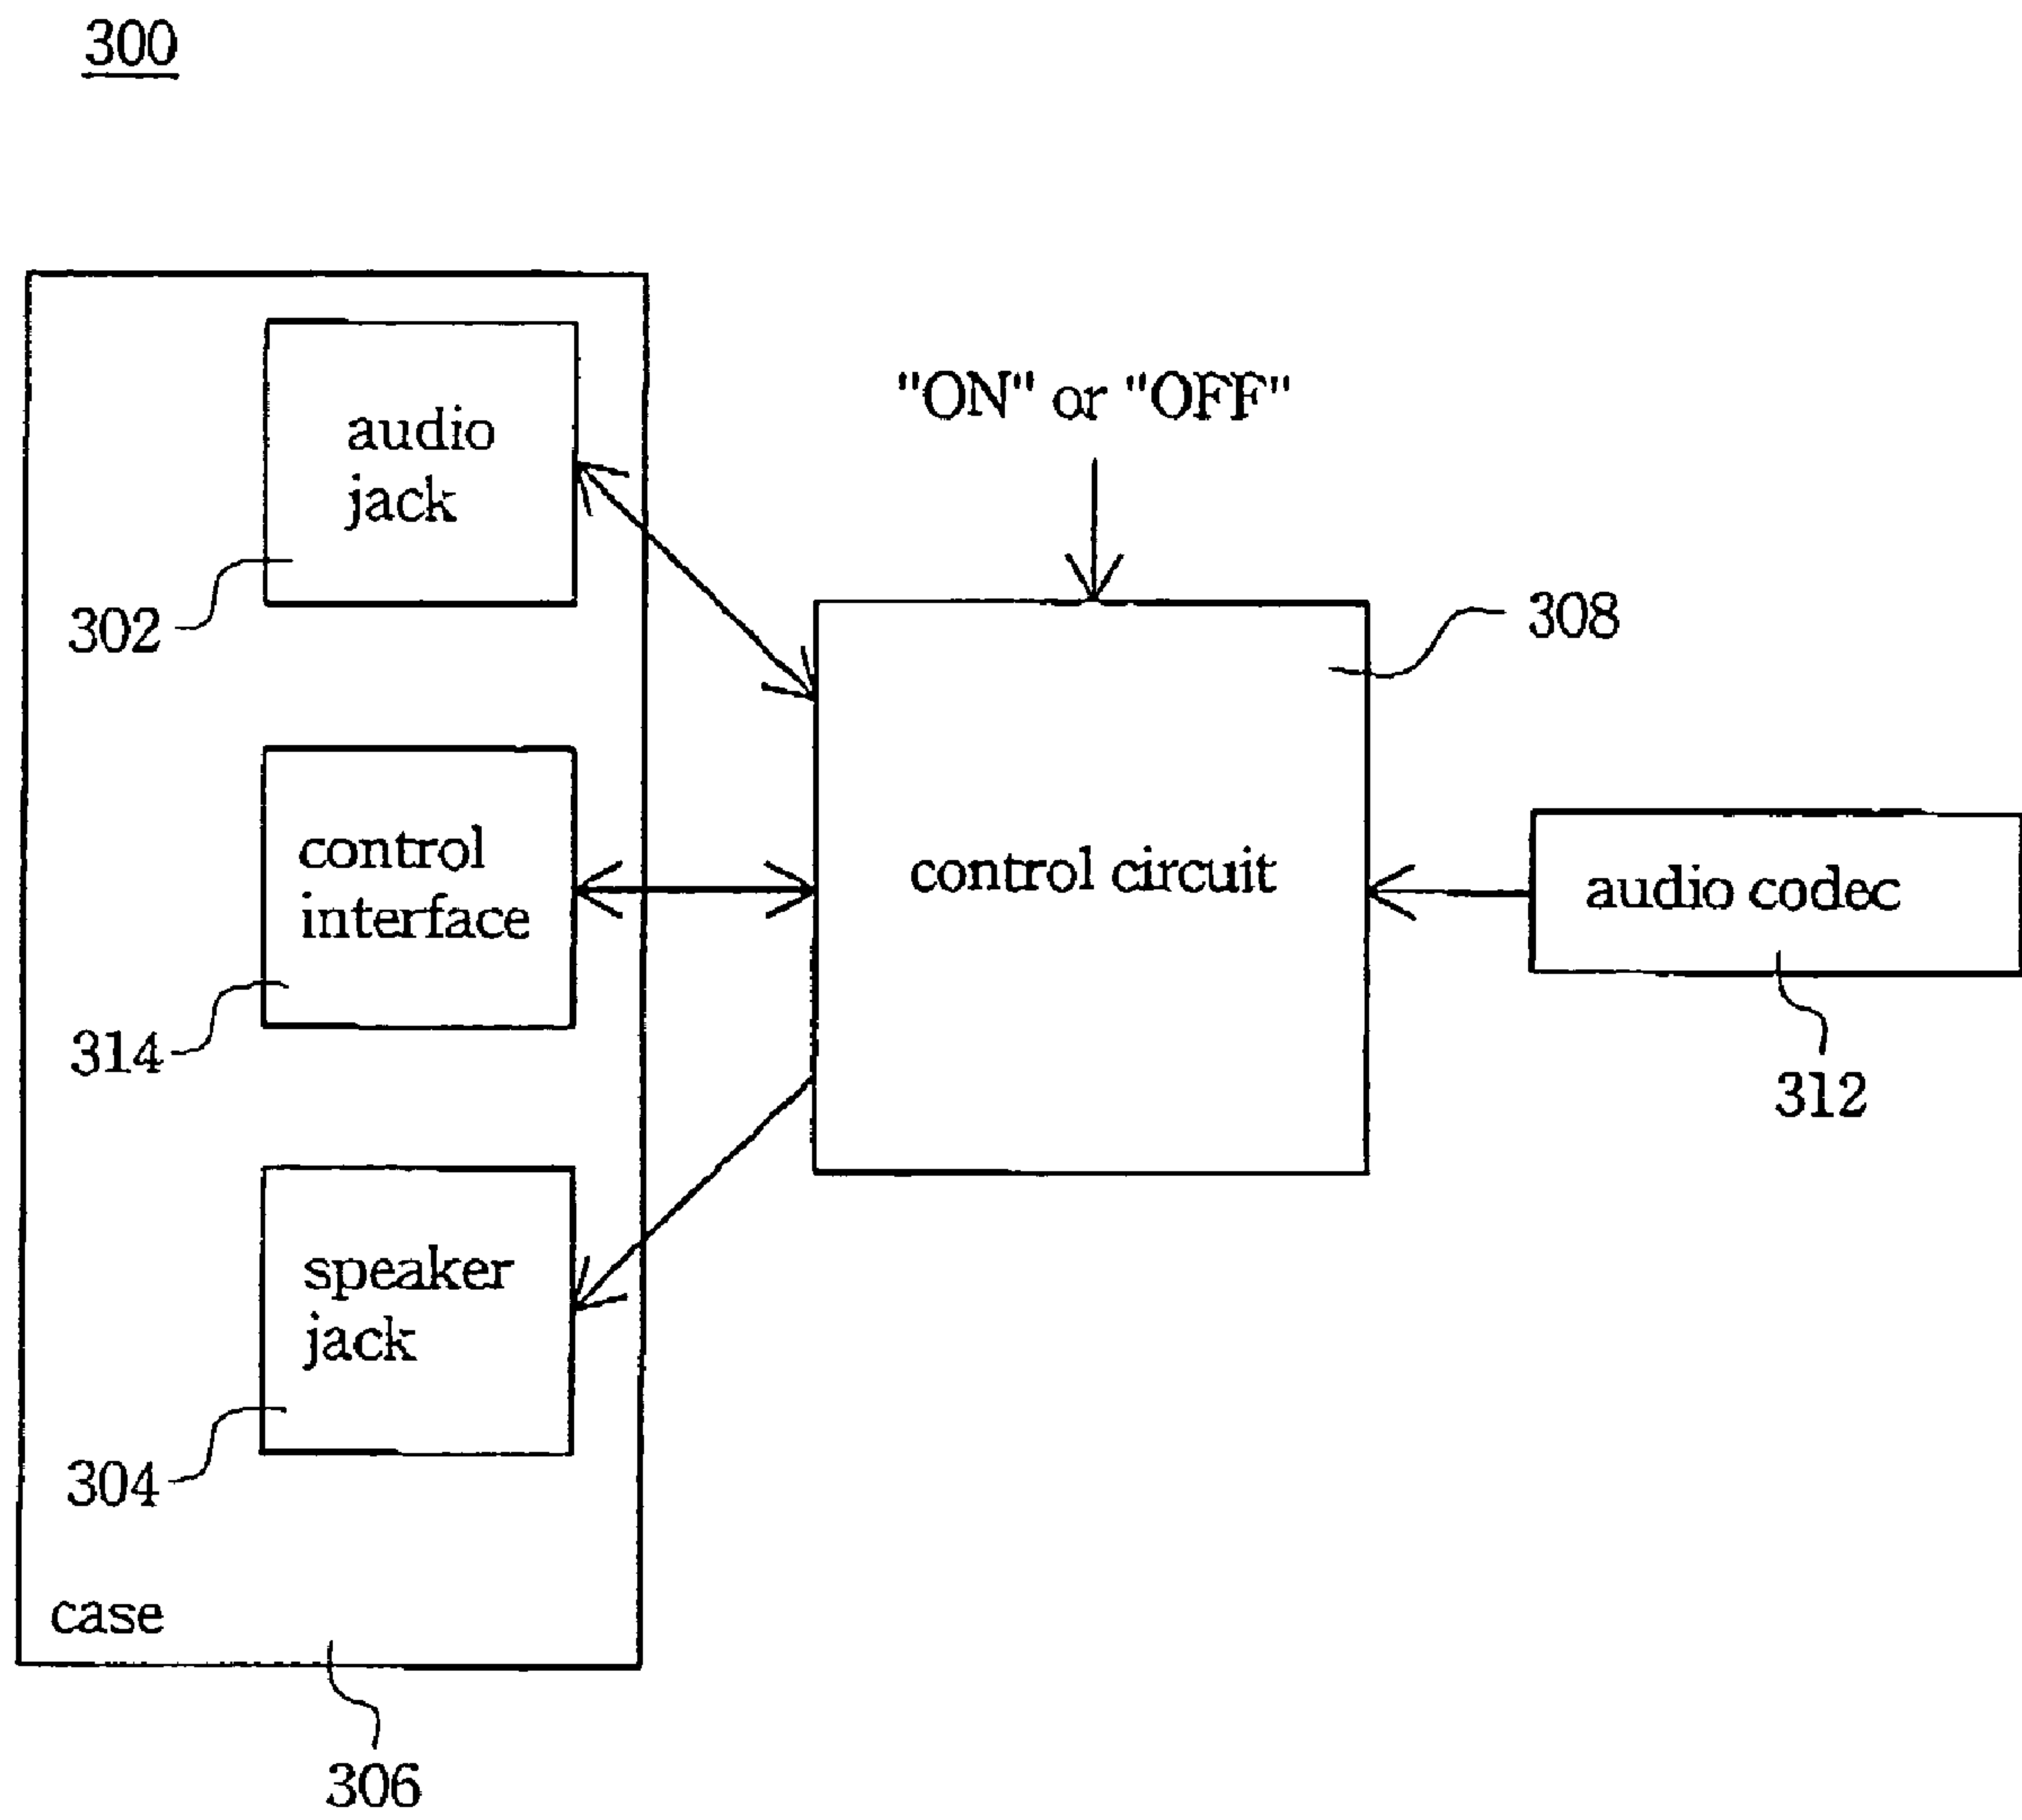 300
audio
jack
302
"ON" or "OFF"
308
control
interface
314
control circuit
audio codec
312
speaker
jack
304
case
306